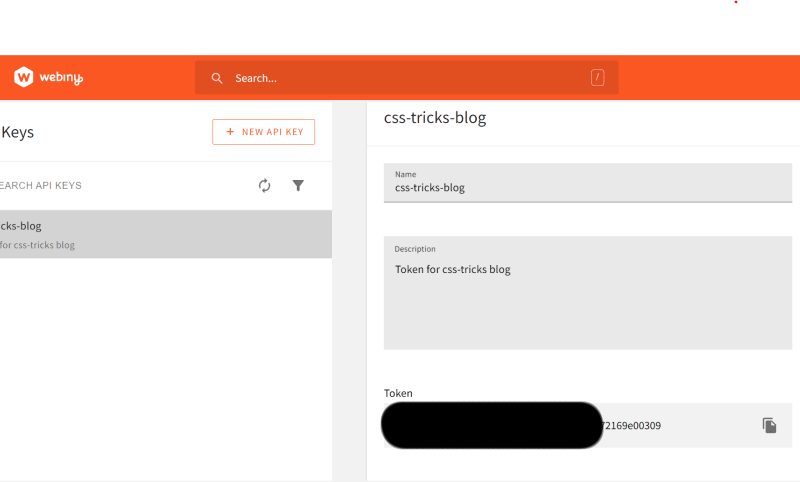 webiny
Search...
/
Keys
+ NEW API KEY
EARCH API KEYS
cks-blog
for css-tricks blog
css-tricks-blog
Name
css-tricks-blog
Description
Token for css-tricks blog
Token
72169e00309